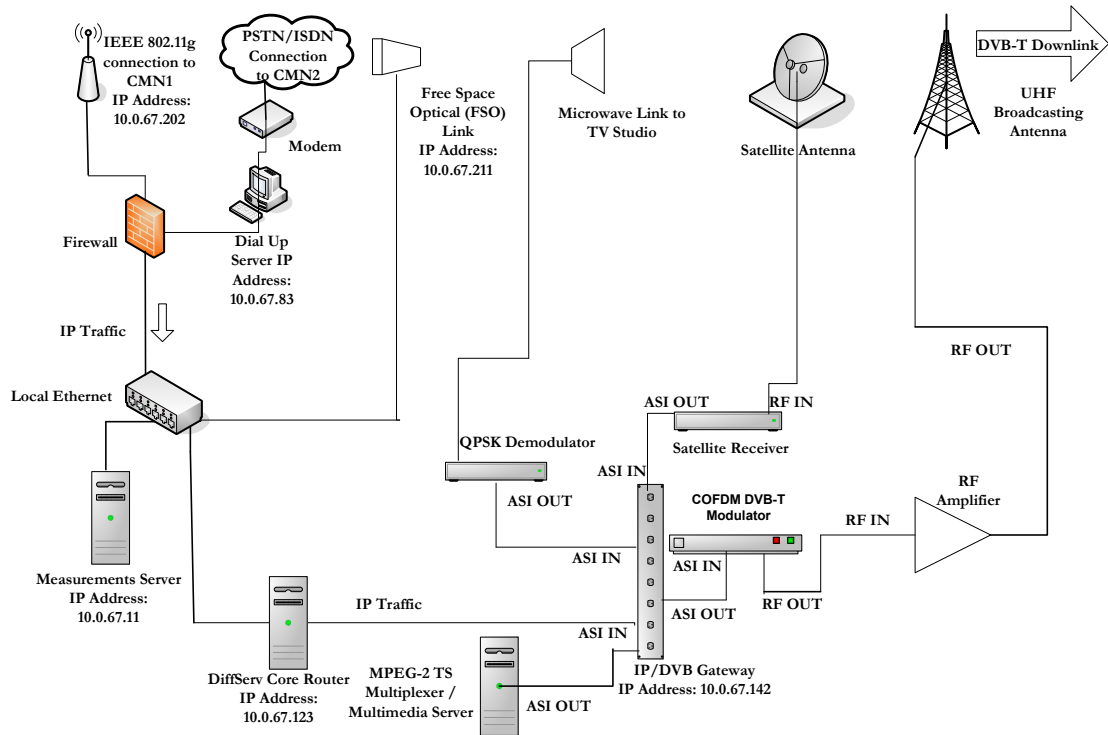 IEEE 802.11g
connection to
CMN1
IP Address:
10.0.67.202
PSTN/ISDN
Connection
to CMN2
Modem
Free Space
Optical (FSO)
Link
IP Address:
10.0.67.211
Microwave Link to
TV Studio
Satellite Antenna
DVB-T Downlink
UHF
Broadcasting
Antenna
Firewall
Dial Up
Server IP
Address:
10.0.67.83
IP Traffic
RF OUT
Local Ethernet
ASI OUT
RF IN
Satellite Receiver
QPSK Demodulator
ASI IN
ASI OUT
COFDM DVB-T
Modulator
RF IN
RF
Amplifier
ASI IN
ASI IN
ASI OUT
RF OUT
Measurements Server
IP Address:
10.0.67.11
IP Traffic
ASI IN
DiffServ Core Router
IP Address:
10.0.67.123
MPEG-2 TS
Multiplexer /
Multimedia Server
ASI OUT
IP/DVB Gateway
IP Address: 10.0.67.142